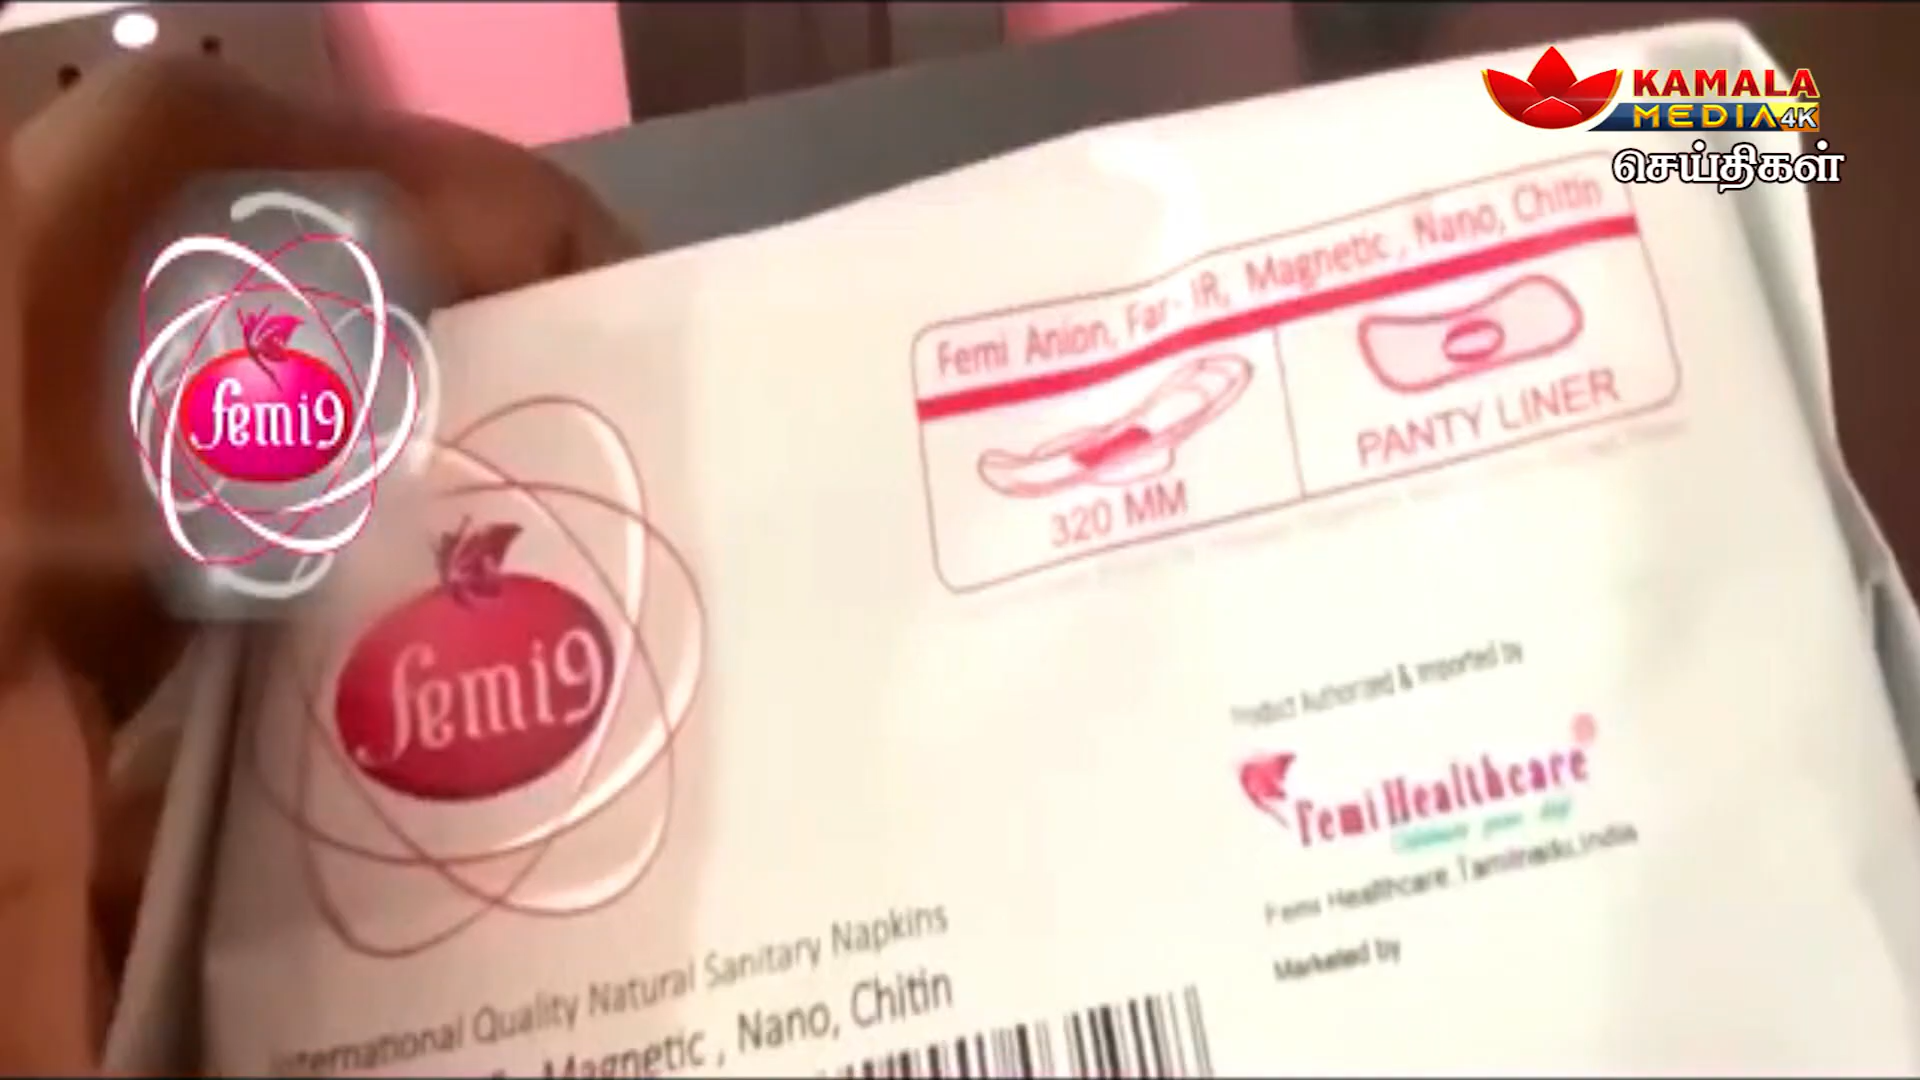 KAMALA
MEDIA 4K
செய்திகள்
femi9
Femi Anion, Far-IR, Magnetic, Nano, Chitin
320 MM
PANTY LINER
femi9
Product Authorized & Imported by
Femi Healthcare
Femi Healthcare, Tamilnadu, India
Marketed by
International Quality Natural Sanitary Napkins
Magnetic, Nano, Chitin